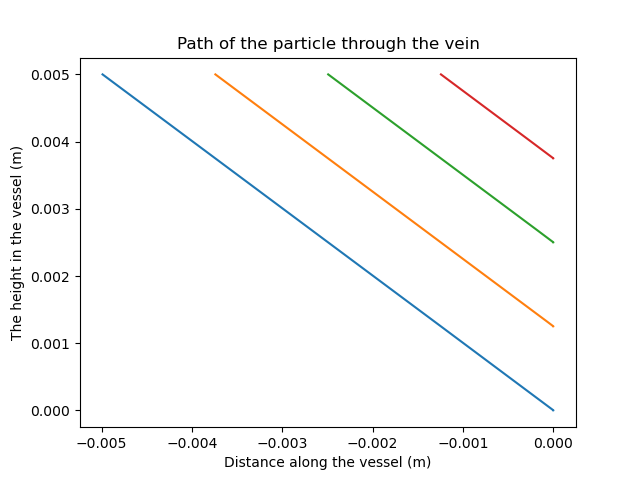 Path of the particle through the vein
The height in the vessel (m)
0.005
0.004
0.003
0.002
0.001
0.000
−0.005 −0.004 −0.003 −0.002 −0.001 0.000
Distance along the vessel (m)